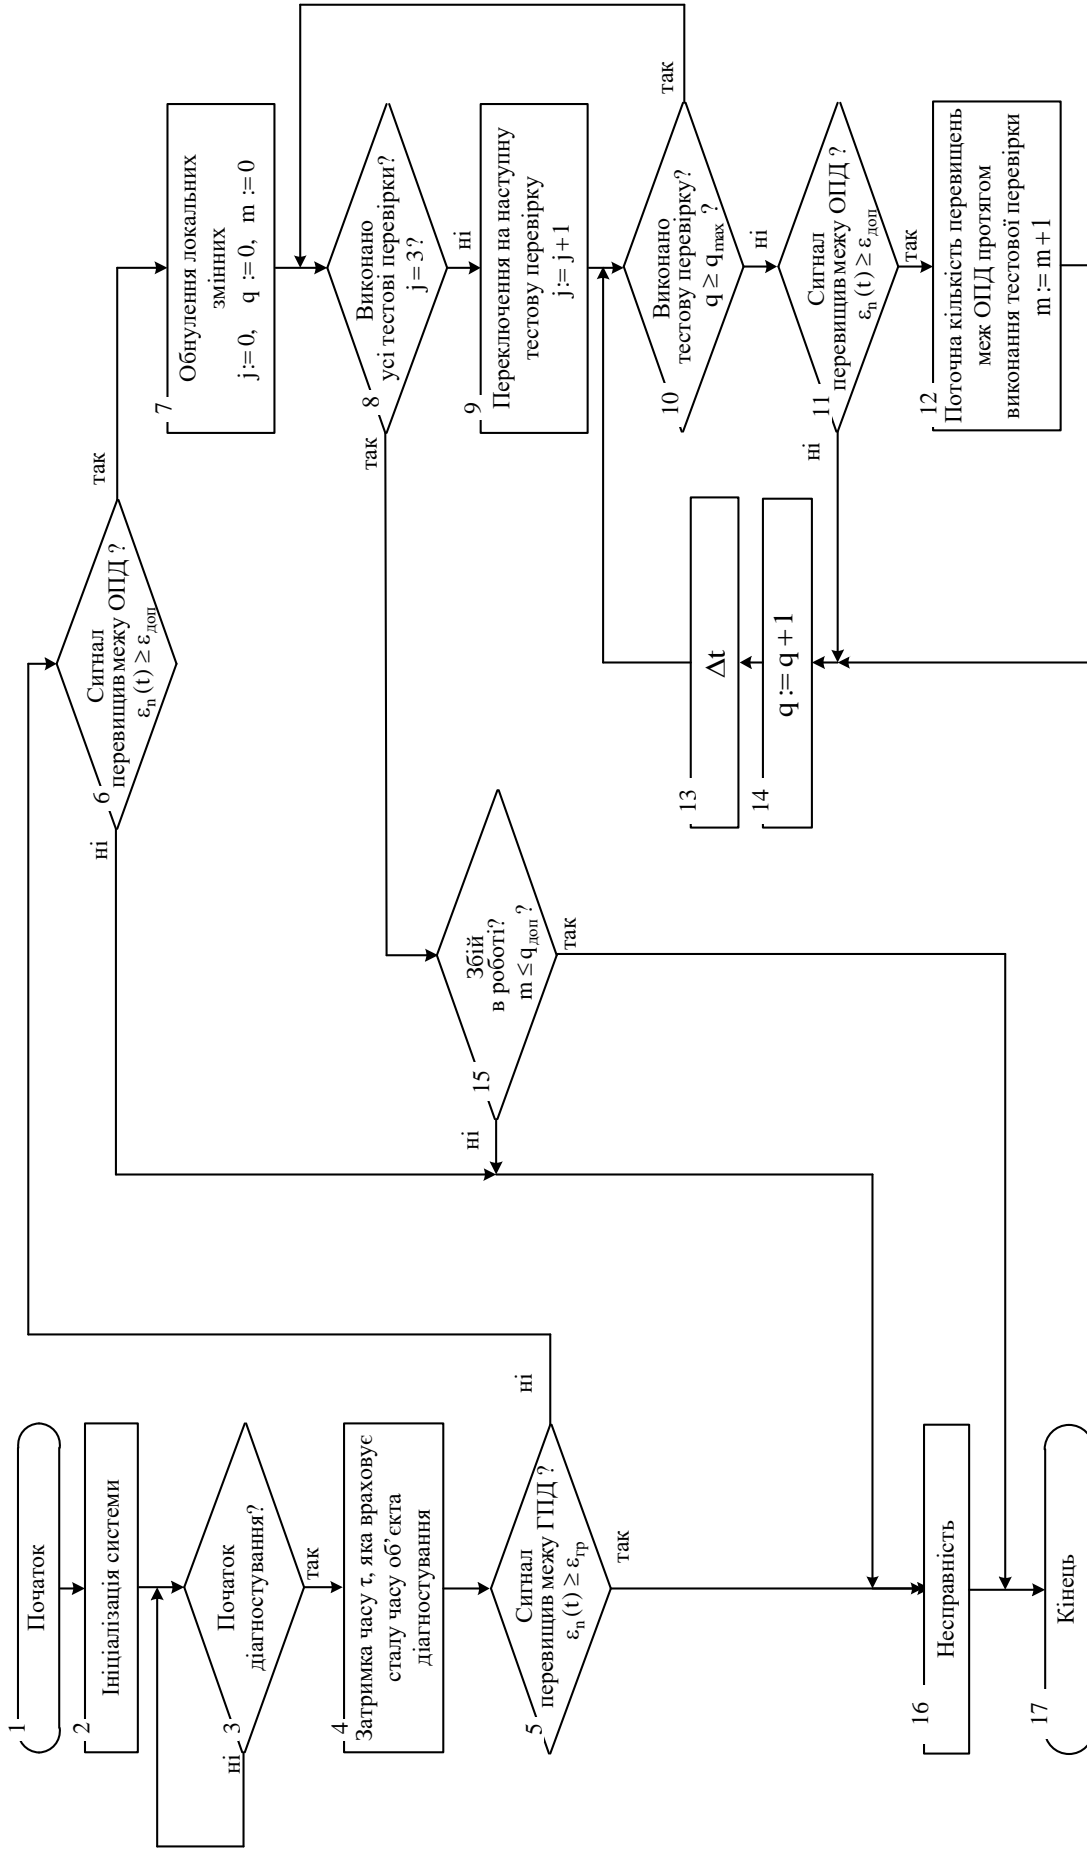 1
Початок
2
Ініціалізація системи
3
Початок
діагностування?
ні
так
4
Затримка часу τ, яка враховує
сталу часу об’єкта
діагностування
5
Сигнал
перевищив межу ГПД ?
εn (t) ≥ εгр
ні
так
6
Сигнал
перевищив межу ОПД ?
εn (t) ≥ εдоп
ні
так
7
Обнулення локальних
змінних
j:=0, q :=0, m :=0
8
Виконано
усі тестові перевірки?
j = 3?
так
ні
9
Переключення на наступну
тестову перевірку
j:= j+1
10
Виконано
тестову перевірку?
q ≥ qmax ?
так
ні
11
Сигнал
перевищив межу ОПД ?
εn (t) ≥ εдоп
ні
так
12
Поточна кількість перевищень
меж ОПД протягом
виконання тестової перевірки
m := m+1
13
Δt
14
q := q +1
15
Збій
в роботі?
m ≤ qдоп ?
ні
так
16
Несправність
17
Кінець